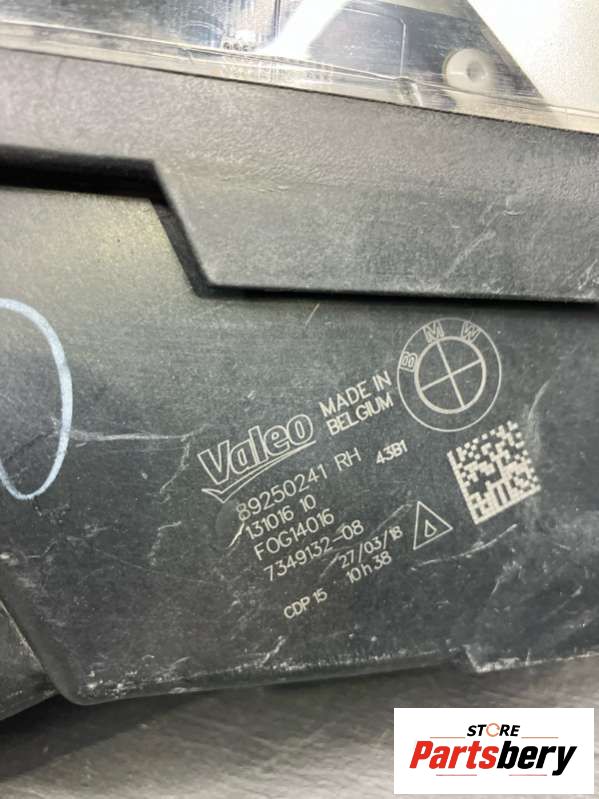 BMW
MADE IN
BELGIUM
Valeo
89250241 RH 43B1
131016 10
FOG14016
7349132-08
27/03/18
CDP 15 10h38
STORE
Partsbery